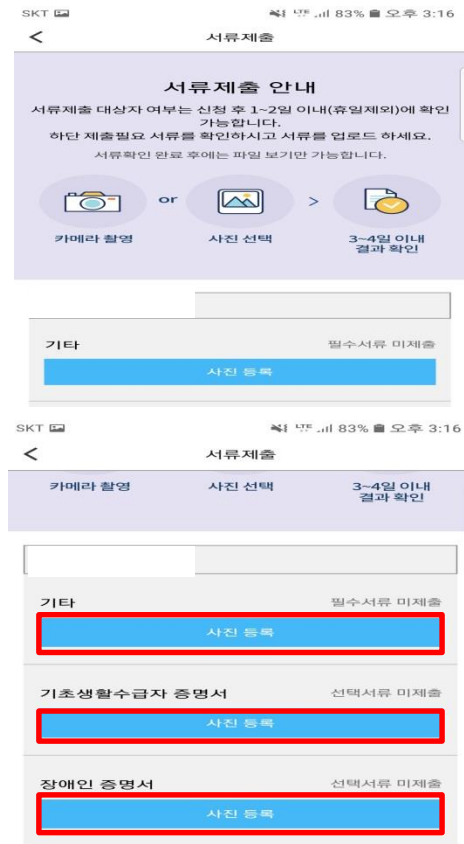 SKT LTE 83% 오후 3:16
< 서류제출
서류제출 안내
서류제출 대상자 여부는 신청 후 1~2일 이내(휴일제외)에 확인
가능합니다.
하단 제출필요 서류를 확인하시고 서류를 업로드 하세요.
서류확인 완료 후에는 파일 보기만 가능합니다.
or >
카메라 촬영 사진 선택 3~4일 이내
결과 확인
기타 필수서류 미제출
사진 등록
SKT LTE 83% 오후 3:16
< 서류제출
카메라 촬영 사진 선택 3~4일 이내
결과 확인
기타 필수서류 미제출
사진 등록
기초생활수급자 증명서 선택서류 미제출
사진 등록
장애인 증명서 선택서류 미제출
사진 등록